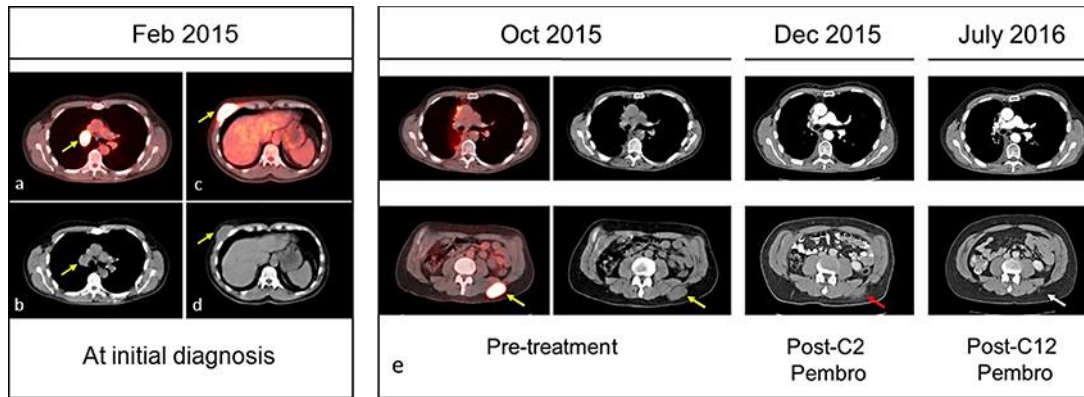 Feb 2015
a
c
b
d
At initial diagnosis
Oct 2015
Dec 2015
July 2016
Pre-treatment
Post-C2
Pembro
Post-C12
Pembro
e